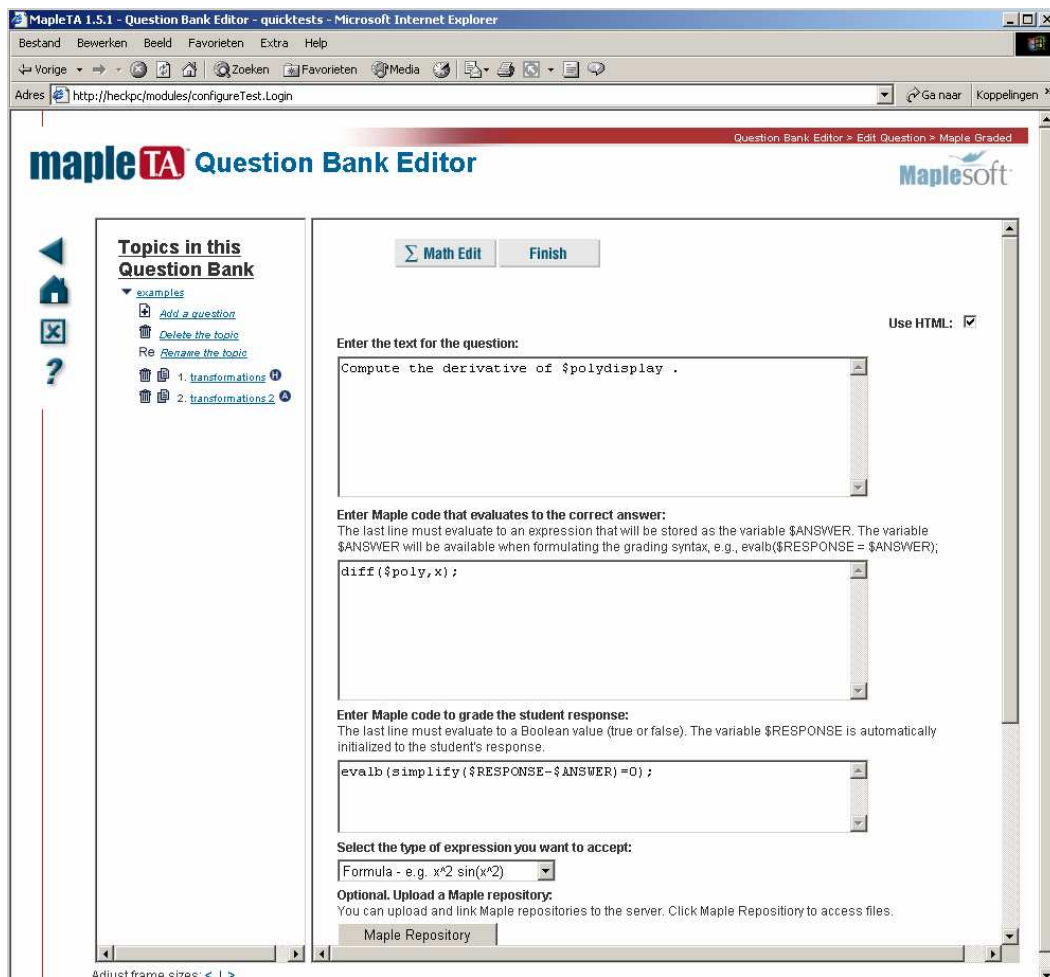 MapleTA 1.5.1 - Question Bank Editor - quicktests - Microsoft Internet Explorer
Bestand Bewerken Beeld Favorieten Extra Help
Vorige Zoeken Favorieten Media
Adres http://heckpc/modules/configureTest.Login Ga naar Koppelingen
Question Bank Editor > Edit Question > Maple Graded
maple TA Question Bank Editor
Maplesoft
Topics in this
Question Bank
examples
Add a question
Delete the topic
Re Rename the topic
1. transformations H
2. transformations 2 A
Σ Math Edit Finish
Use HTML:
Enter the text for the question:
Compute the derivative of $polydisplay .
Enter Maple code that evaluates to the correct answer:
The last line must evaluate to an expression that will be stored as the variable $ANSWER. The variable
$ANSWER will be available when formulating the grading syntax, e.g., evalb($RESPONSE = $ANSWER);
diff($poly,x);
Enter Maple code to grade the student response:
The last line must evaluate to a Boolean value (true or false). The variable $RESPONSE is automatically
initialized to the student's response.
evalb(simplify($RESPONSE-$ANSWER)=0);
Select the type of expression you want to accept:
Formula - e.g. x^2 sin(x^2)
Optional. Upload a Maple repository:
You can upload and link Maple repositories to the server. Click Maple Repositiory to access files.
Maple Repository
Adjust frame sizes: < | >